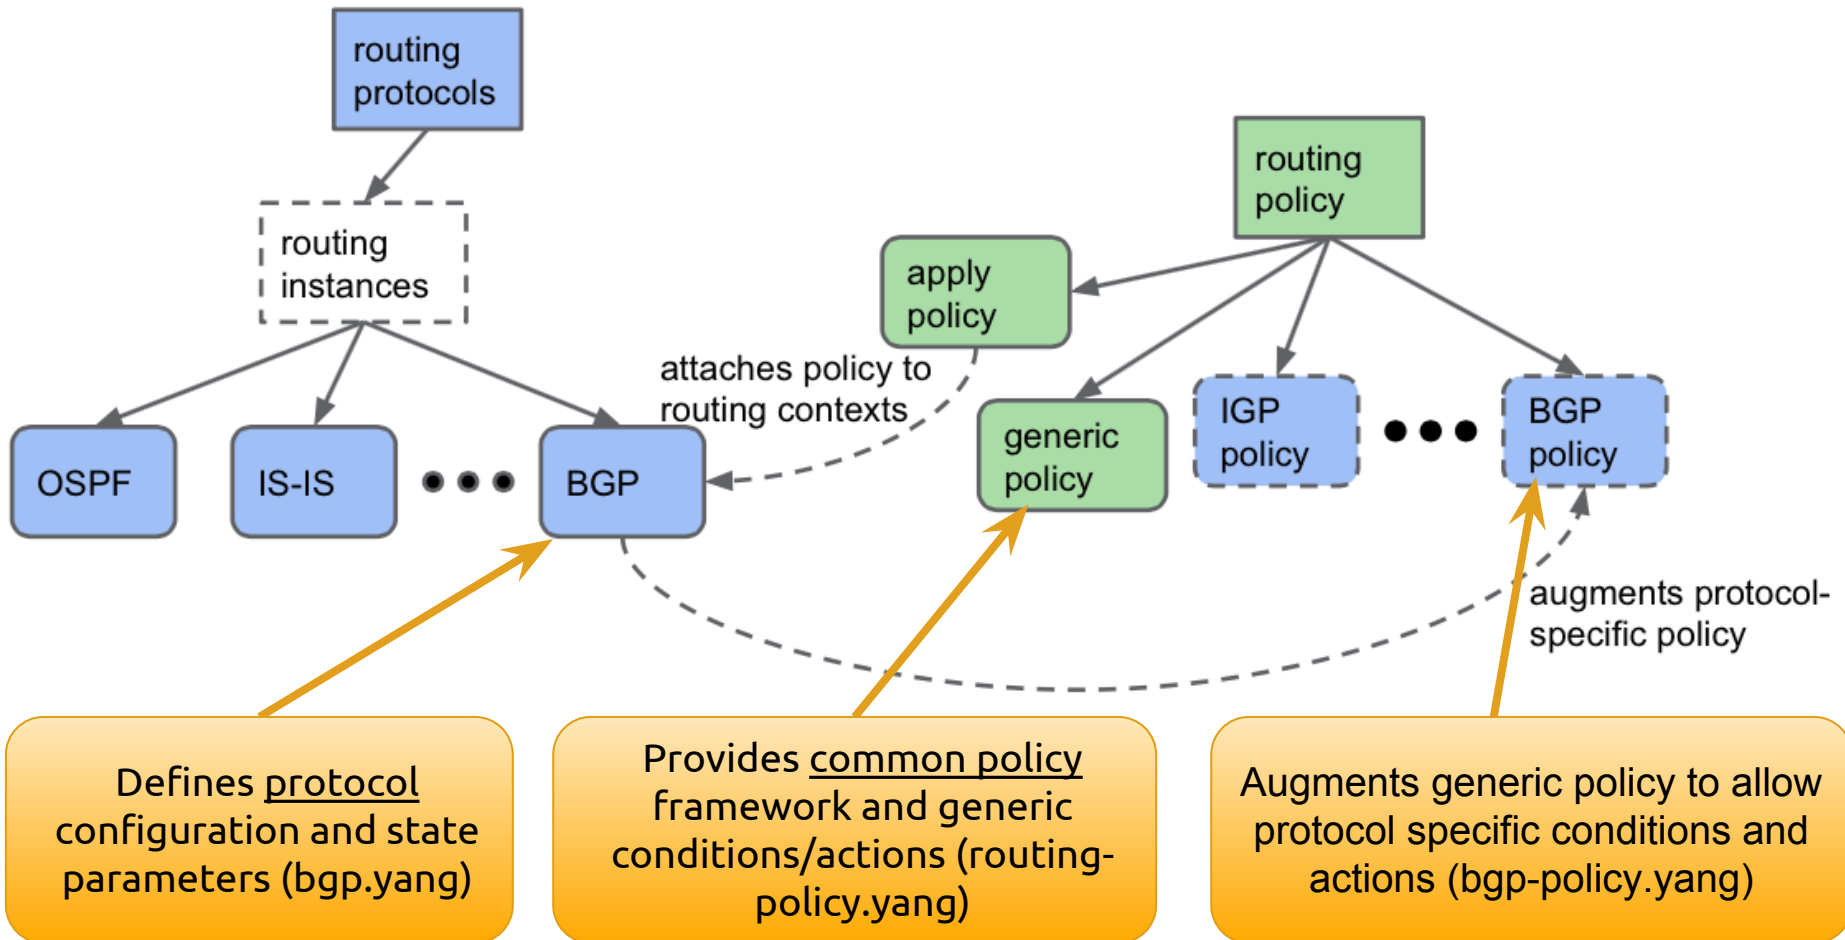 routing
protocols
routing
policy
routing
instances
apply
policy
attaches policy to
routing contexts
OSPF
IS-IS
BGP
generic
policy
IGP
policy
BGP
policy
augments protocol-
specific policy
Defines protocol
configuration and state
parameters (bgp.yang)
Provides common policy
framework and generic
conditions/actions (routing-
policy.yang)
Augments generic policy to allow
protocol specific conditions and
actions (bgp-policy.yang)